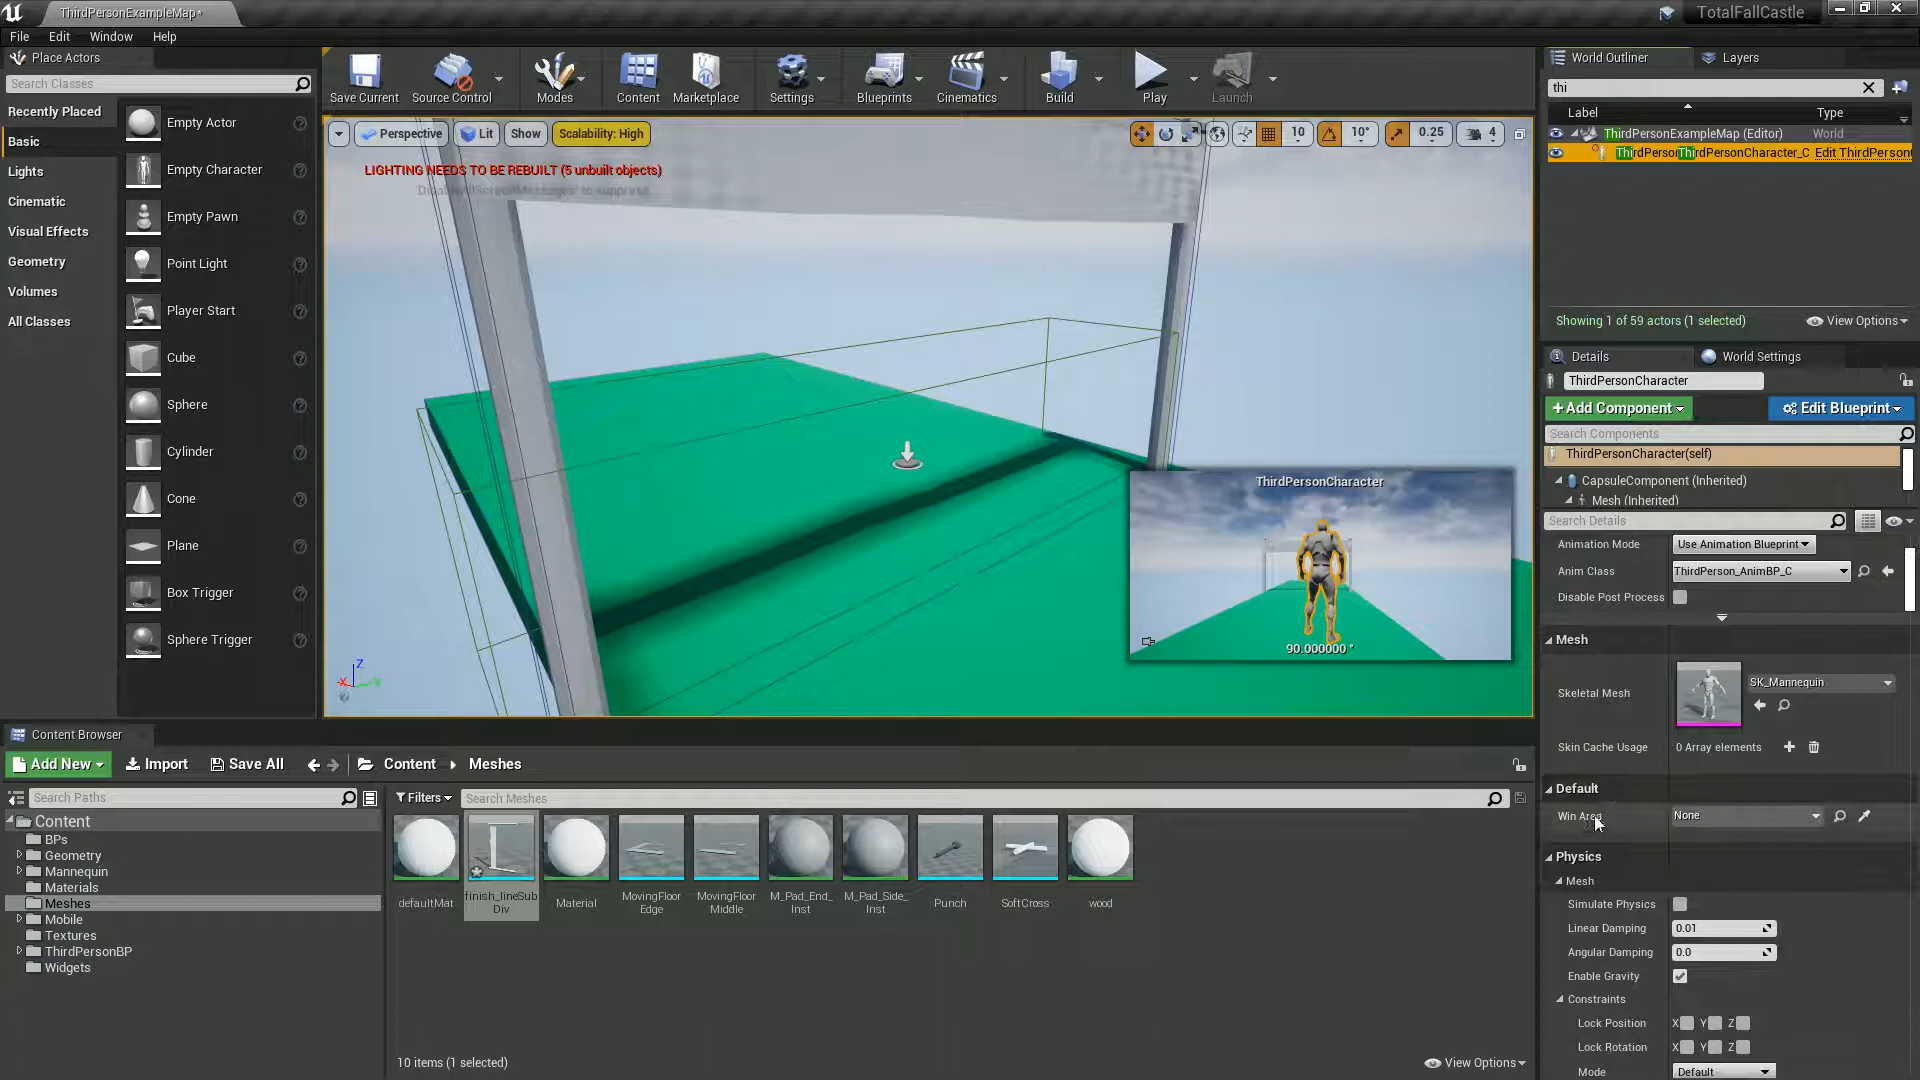 ThirdPersonExampleMap*
TotalFallCastle
File
Edit
Window
Help
Place Actors
Search Classes
Recently Placed
Basic
Lights
Cinematic
Visual Effects
Geometry
Volumes
All Classes
Empty Actor
Empty Character
Empty Pawn
Point Light
Player Start
Cube
Sphere
Cylinder
Cone
Plane
Box Trigger
Sphere Trigger
Save Current
Source Control
Modes
Content
Marketplace
Settings
Blueprints
Cinematics
Build
Play
Launch
Perspective
Lit
Show
Scalability: High
10
10°
0.25
4
LIGHTING NEEDS TO BE REBUILT (5 unbuilt objects)
'DisableAllScreenMessages' to suppress
ThirdPersonCharacter
90.000000 °
X
Y
Z
World Outliner
Layers
thi
Label
Type
ThirdPersonExampleMap (Editor)
World
ThirdPersonThirdPersonCharacter_C
Edit ThirdPerson
Showing 1 of 59 actors (1 selected)
View Options
Details
World Settings
ThirdPersonCharacter
+Add Component
Edit Blueprint
Search Components
ThirdPersonCharacter(self)
CapsuleComponent (Inherited)
Mesh (Inherited)
Search Details
Animation Mode
Use Animation Blueprint
Anim Class
ThirdPerson_AnimBP_C
Disable Post Process
Mesh
Skeletal Mesh
SK_Mannequin
Skin Cache Usage
0 Array elements
Default
Win Area
None
Physics
Mesh
Simulate Physics
Linear Damping
0.01
Angular Damping
0.0
Enable Gravity
Constraints
Lock Position
X Y Z
Lock Rotation
X Y Z
Mode
Default
Content Browser
Add New
Import
Save All
Content
Meshes
Search Paths
Filters
Search Meshes
Content
BPs
Geometry
Mannequin
Materials
Meshes
Mobile
Textures
ThirdPersonBP
Widgets
defaultMat
finish_lineSub
Div
Material
MovingFloor
Edge
MovingFloor
Middle
M_Pad_End_
Inst
M_Pad_Side_
Inst
Punch
SoftCross
wood
10 items (1 selected)
View Options